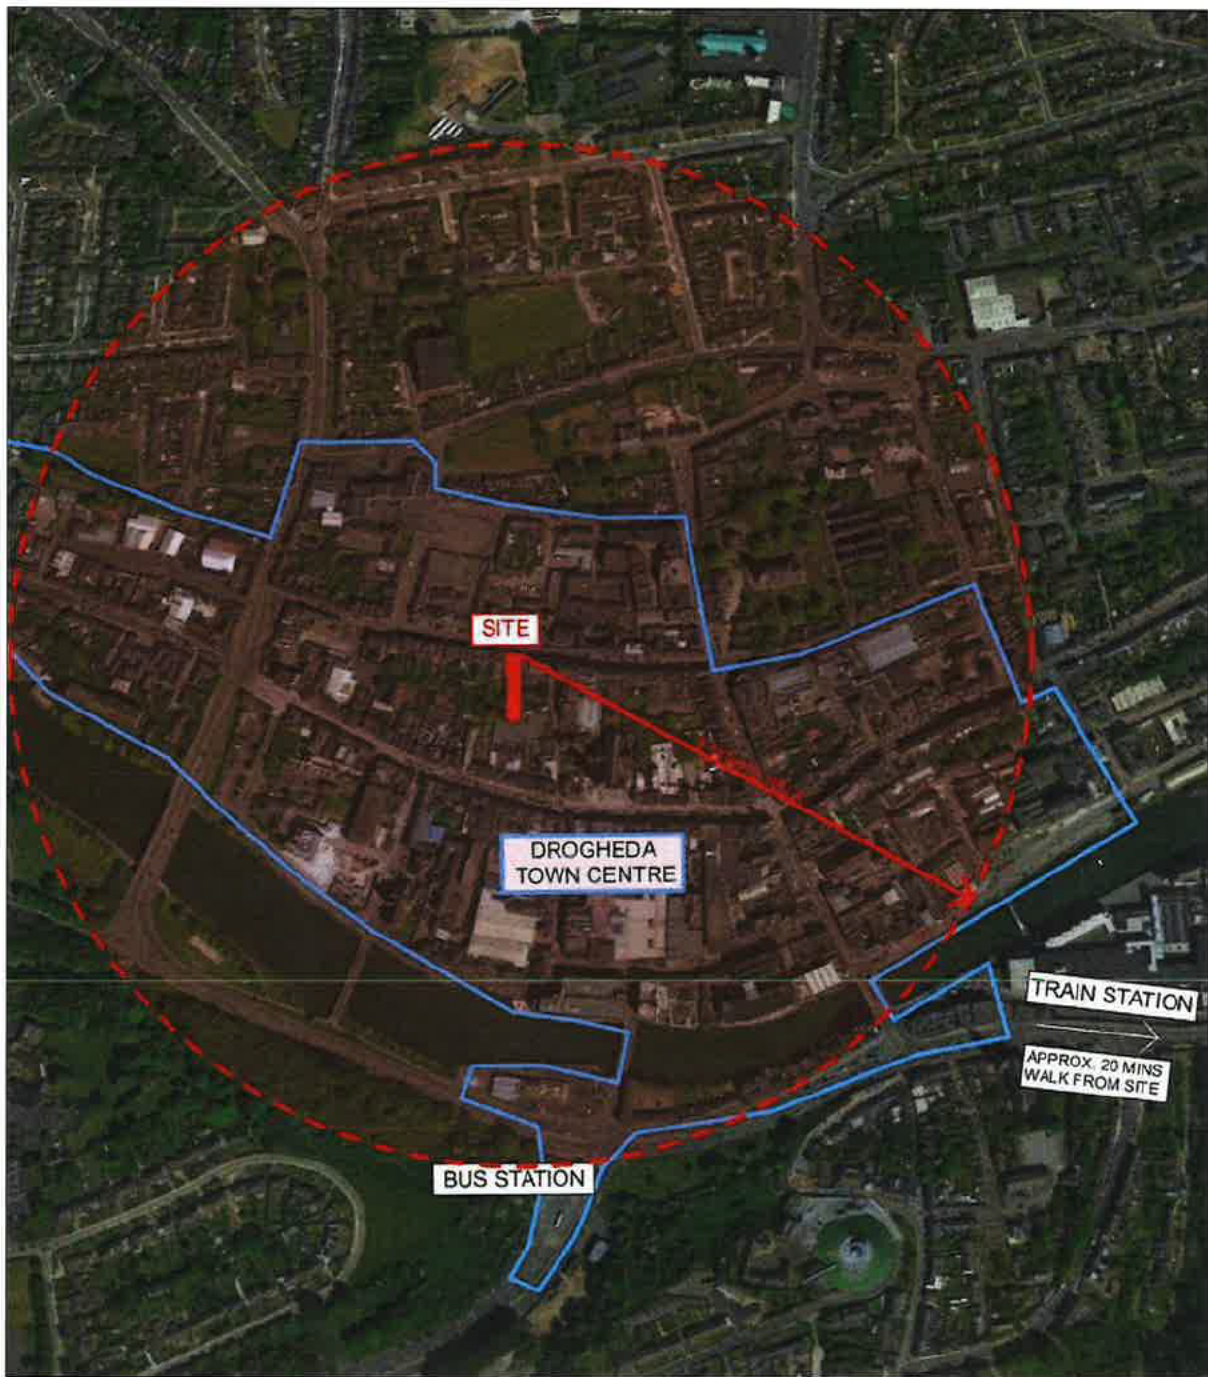 SITE
DROGHEDA
TOWN CENTRE
TRAIN STATION
APPROX. 20 MINS
WALK FROM SITE
BUS STATION